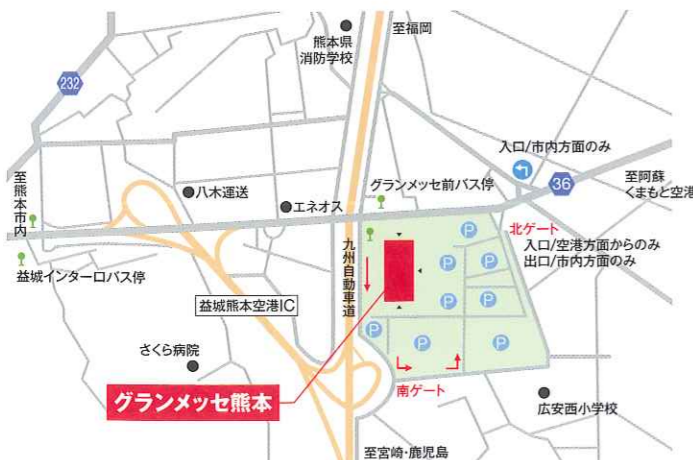 熊本県
消防学校
至福岡
232
入口/市内方面のみ
36
至阿蘇
くまもと空港
至熊本市内
八木運送
エネオス
グランメッセ前バス停
北ゲート
入口/空港方面からのみ
出口/市内方面のみ
益城インター口バス停
九州自動車道
益城熊本空港IC
P
P
P
P
P
P
P
さくら病院
グランメッセ熊本
南ゲート
広安西小学校
至宮崎・鹿児島